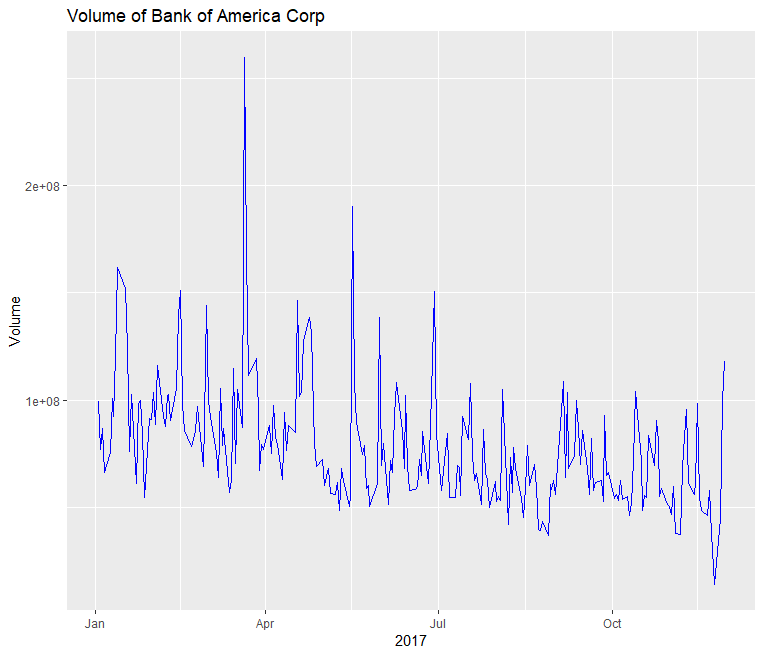 Volume of Bank of America Corp
2e+08
1e+08
Volume
Jan Apr Jul Oct
2017